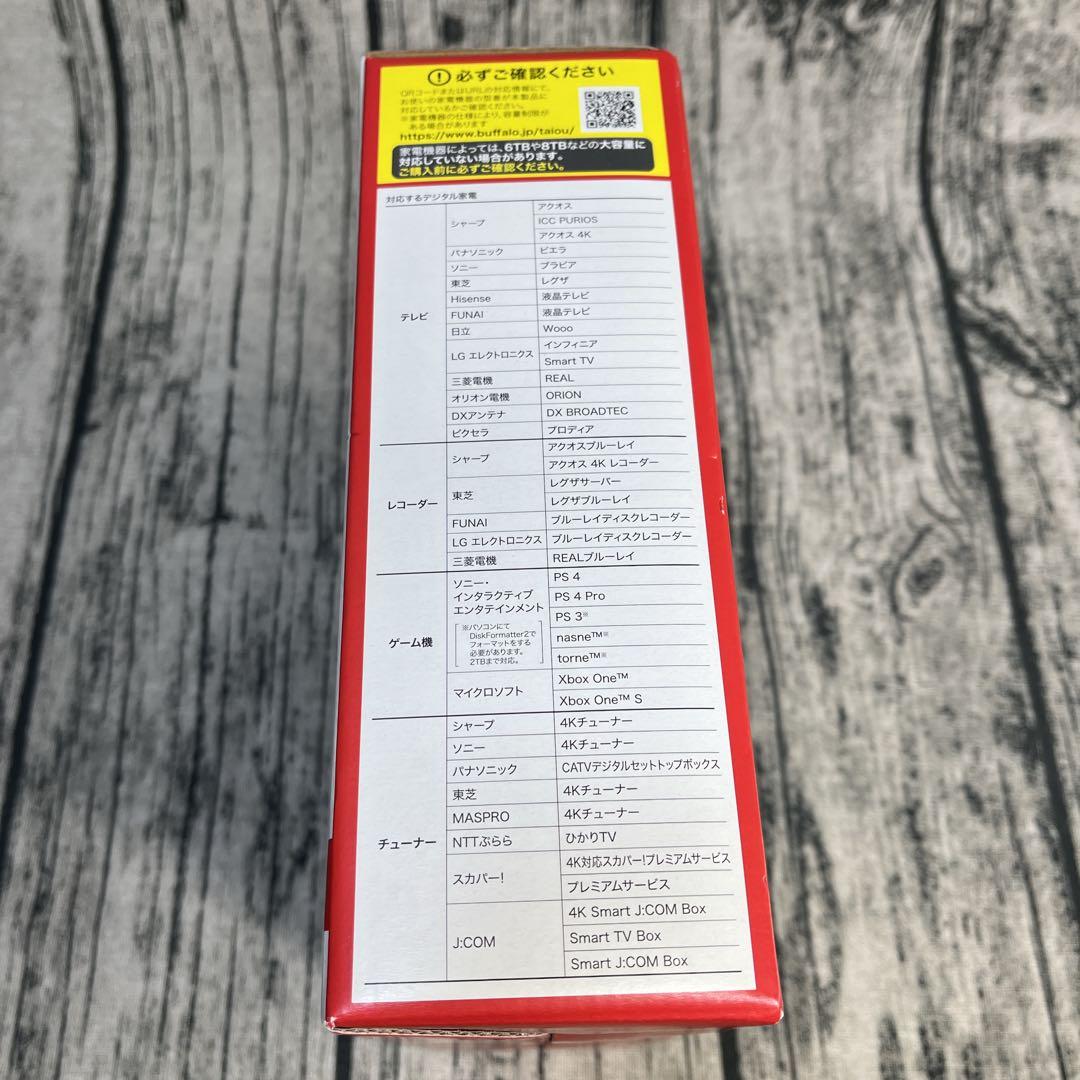 ! 必ずご確認ください
QRコードまたはURLの対応情報にて、
お使いの家電機器の型番が本製品に
対応しているかご確認ください。
※家電機器の仕様により、容量制限が
ある場合があります
https://www.buffalo.jp/taiou/
家電機器によっては、6TBや8TBなどの大容量に
対応していない場合があります。
ご購入前に必ずご確認ください。
対応するデジタル家電
テレビ
シャープ
アクオス
ICC PURIOS
アクオス 4K
パナソニック
ビエラ
ソニー
ブラビア
東芝
レグザ
Hisense
液晶テレビ
FUNAI
液晶テレビ
日立
Wooo
LG エレクトロニクス
インフィニア
Smart TV
三菱電機
REAL
オリオン電機
ORION
DXアンテナ
DX BROADTEC
ピクセラ
プロディア
レコーダー
シャープ
アクオスブルーレイ
アクオス 4K レコーダー
東芝
レグザサーバー
レグザブルーレイ
FUNAI
ブルーレイディスクレコーダー
LG エレクトロニクス
ブルーレイディスクレコーダー
三菱電機
REALブルーレイ
ゲーム機
ソニー・
インタラクティブ
エンタテインメント
※パソコンにて
DiskFormatter2で
フォーマットをする
必要があります。
2TBまで対応。
PS 4
PS 4 Pro
PS 3※
nasne™※
torne™※
マイクロソフト
Xbox One™
Xbox One™ S
チューナー
シャープ
4Kチューナー
ソニー
4Kチューナー
パナソニック
CATVデジタルセットトップボックス
東芝
4Kチューナー
MASPRO
4Kチューナー
NTTぷらら
ひかりTV
スカパー!
4K対応スカパー!プレミアムサービス
プレミアムサービス
J:COM
4K Smart J:COM Box
Smart TV Box
Smart J:COM Box